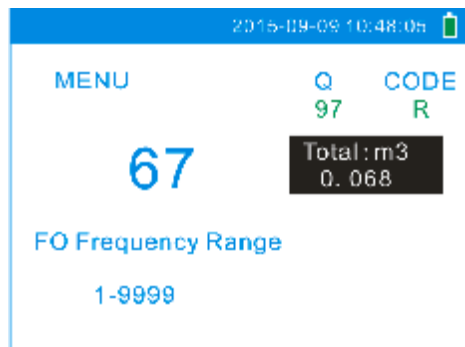 2015-09-09 10:48:05
MENU
Q
CODE
97
R
67
Total:m3
0.068
FO Frequency Range
1-9999